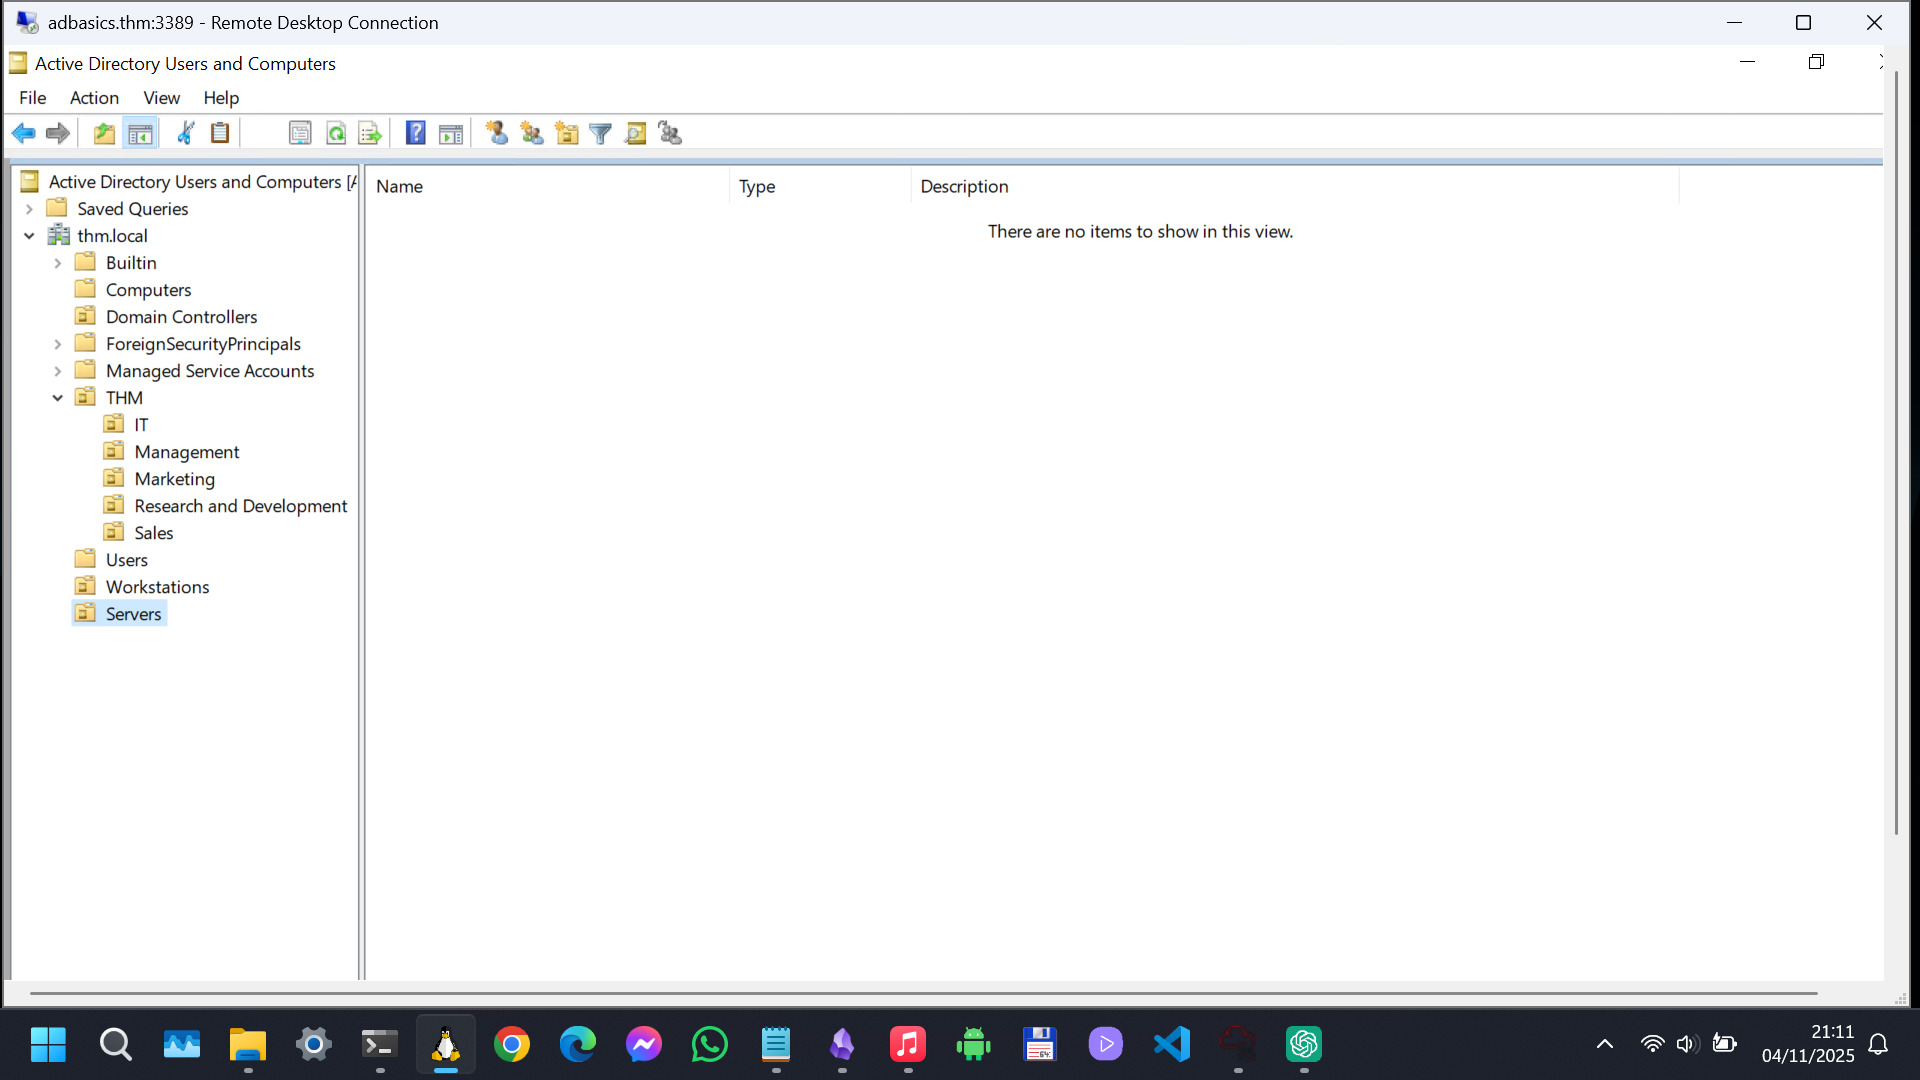 adbasics.thm:3389 - Remote Desktop Connection
Active Directory Users and Computers
File Action View Help
Active Directory Users and Computers [A
Name Type Description
Saved Queries
There are no items to show in this view.
thm.local
Builtin
Computers
Domain Controllers
ForeignSecurityPrincipals
Managed Service Accounts
THM
IT
Management
Marketing
Research and Development
Sales
Users
Workstations
Servers
64
21:11
04/11/2025